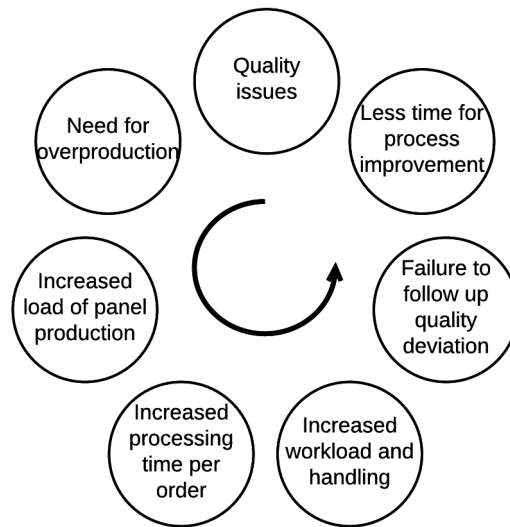 Quality
issues
Need for
overproduction
Less time for
process
improvement
Increased
load of panel
production
Failure to
follow up
quality
deviation
Increased
processing
time per
order
Increased
workload and
handling